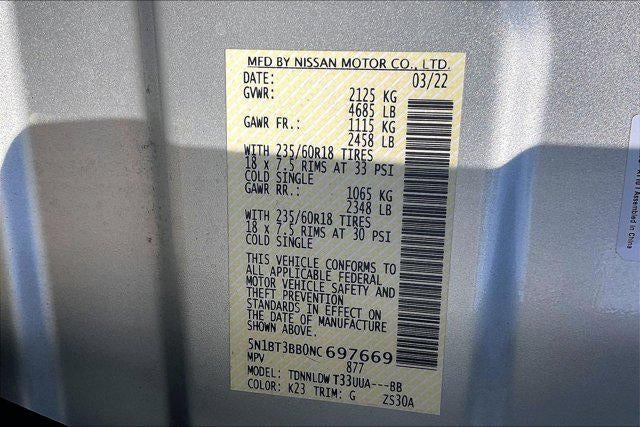 MFD BY NISSAN MOTOR CO., LTD.
DATE: 03/22
GVWR: 2125 KG
4685 LB
GAWR FR.: 1115 KG
2458 LB
WITH 235/60R18 TIRES
18 x 7.5 RIMS AT 33 PSI
COLD SINGLE
GAWR RR.: 1065 KG
2348 LB
WITH 235/60R18 TIRES
18 x 7.5 RIMS AT 30 PSI
COLD SINGLE
THIS VEHICLE CONFORMS TO
ALL APPLICABLE FEDERAL
MOTOR VEHICLE SAFETY AND
THEFT PREVENTION
STANDARDS IN EFFECT ON
THE DATE OF MANUFACTURE
SHOWN ABOVE.
5N1BT3BB0NC697669
MPV 877
MODEL: TDNNLDWT33UUA---BB
COLOR: K23 TRIM: G ZS30A
Assembled in China